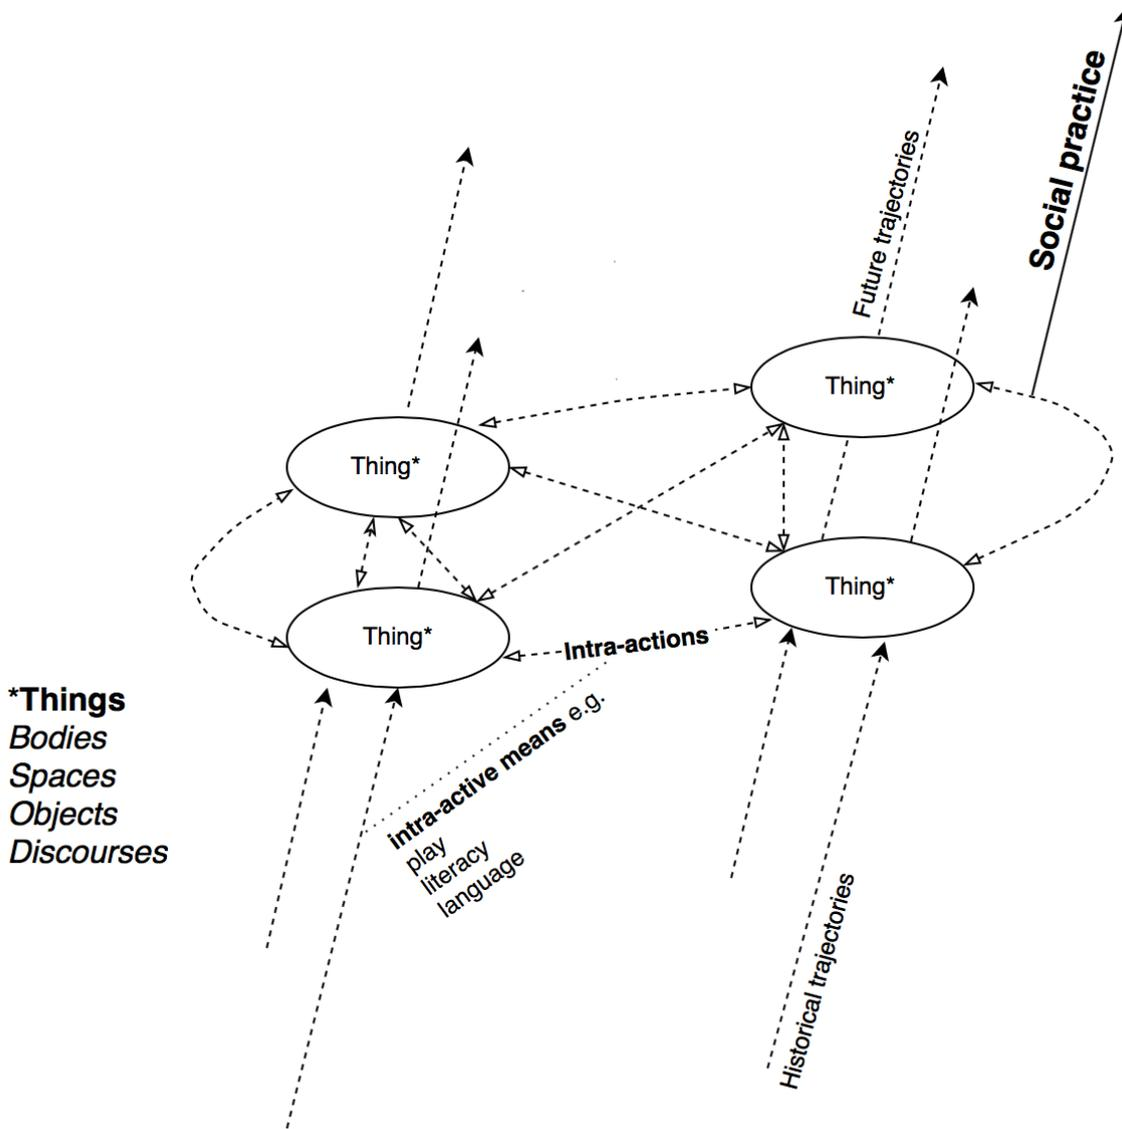 Social practice
Future trajectories
Thing*
Thing*
Thing*
Thing*
Intra-actions
*Things
Bodies
Spaces
Objects
Discourses
intra-active means e.g.
play
literacy
language
Historical trajectories